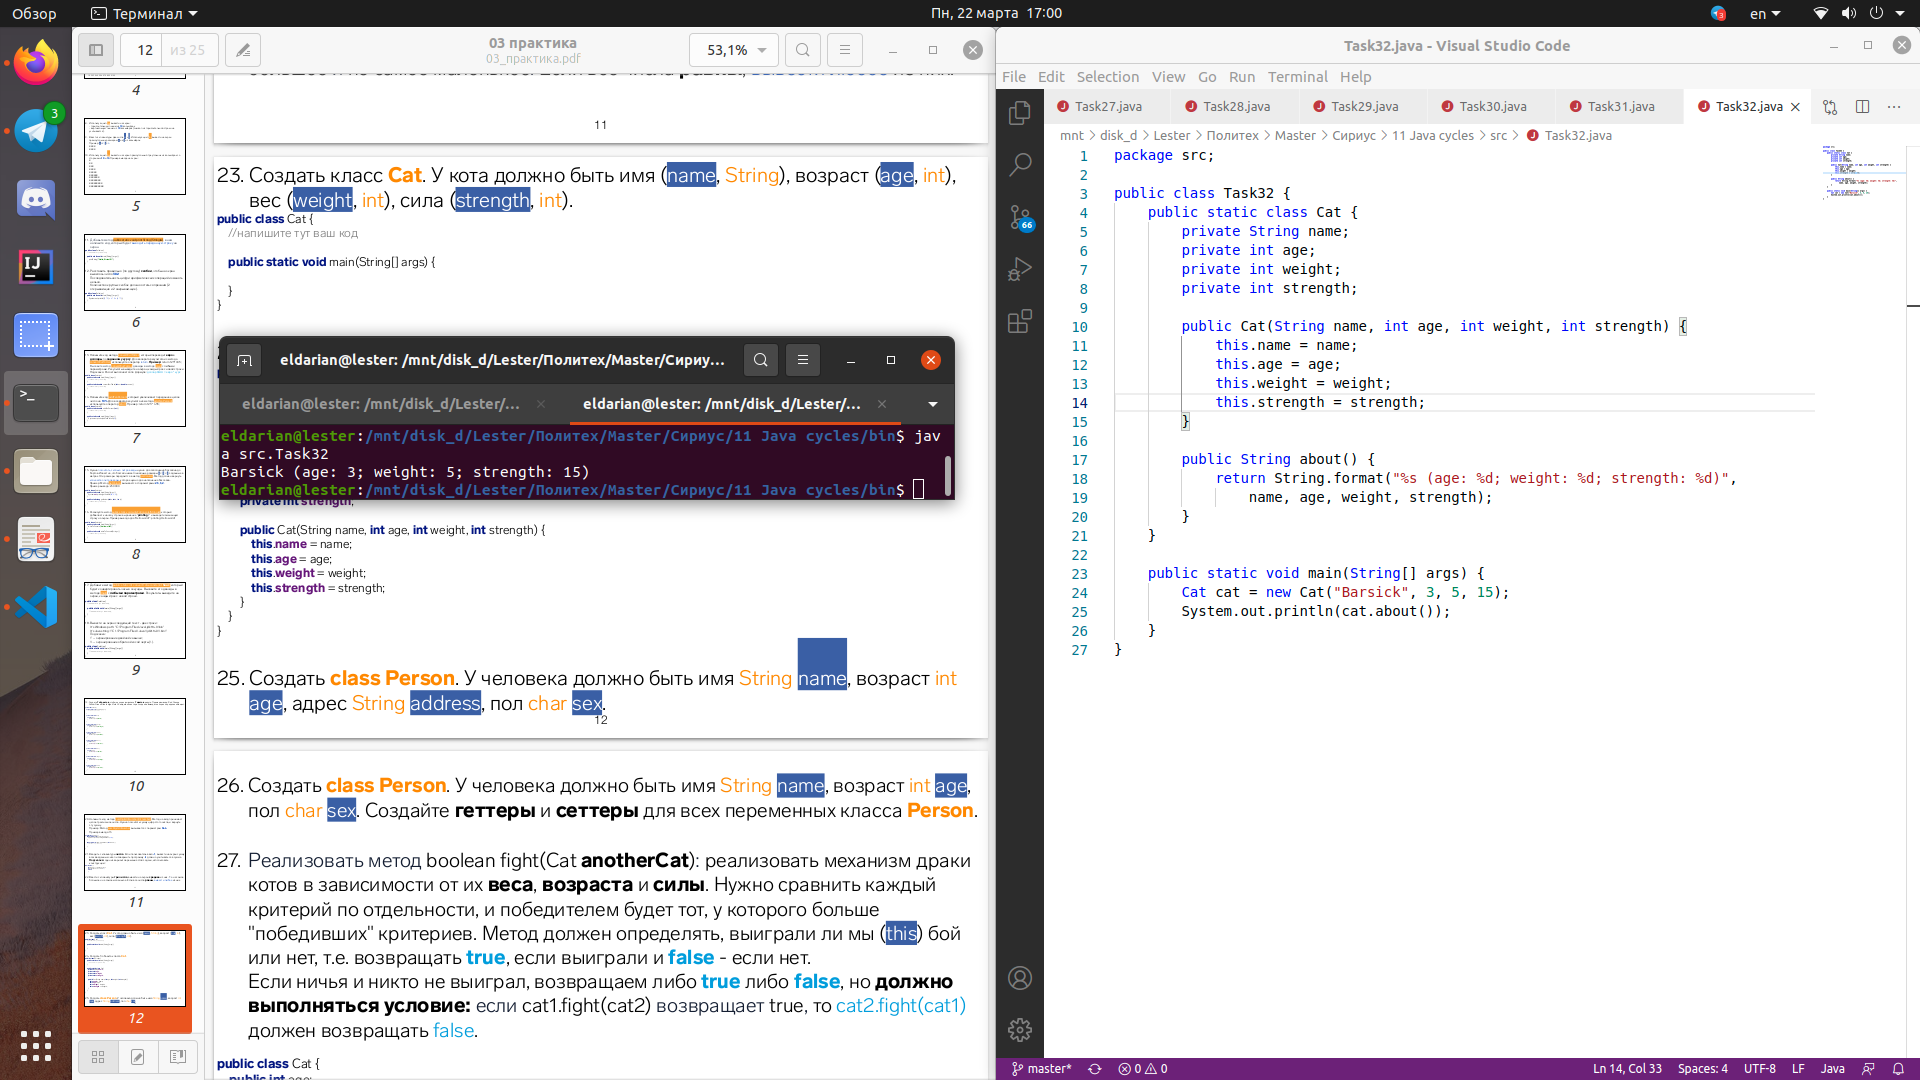 Обзор
Терминал
Пн, 22 марта 17:00
en
3
12
из 25
03 практика
03_практика.pdf
53,1%
4
5
6
7
8
9
10
11
12
11
23. Создать класс Cat. У кота должно быть имя (name, String), возраст (age, int),
вес (weight, int), сила (strength, int).
public class Cat {
//напишите тут ваш код
public static void main(String[] args) {
}
}
eldarian@lester: /mnt/disk_d/Lester/Политех/Master/Сириу...
eldarian@lester: /mnt/disk_d/Lester/...
eldarian@lester: /mnt/disk_d/Lester/...
eldarian@lester:/mnt/disk_d/Lester/Политех/Master/Сириус/11 Java cycles/bin$ jav
a src.Task32
Barsick (age: 3; weight: 5; strength: 15)
eldarian@lester:/mnt/disk_d/Lester/Политех/Master/Сириус/11 Java cycles/bin$
private int strength;
public Cat(String name, int age, int weight, int strength) {
this.name = name;
this.age = age;
this.weight = weight;
this.strength = strength;
}
}
}
25. Создать class Person. У человека должно быть имя String name, возраст int
age, адрес String address, пол char sex.
12
26. Создать class Person. У человека должно быть имя String name, возраст int age,
пол char sex. Создайте геттеры и сеттеры для всех переменных класса Person.
27. Реализовать метод boolean fight(Cat anotherCat): реализовать механизм драки
котов в зависимости от их веса, возраста и силы. Нужно сравнить каждый
критерий по отдельности, и победителем будет тот, у которого больше
"победивших" критериев. Метод должен определять, выиграли ли мы (this) бой
или нет, т.е. возвращать true, если выиграли и false - если нет.
Если ничья и никто не выиграл, возвращаем либо true либо false, но должно
выполняться условие: если cat1.fight(cat2) возвращает true, то cat2.fight(cat1)
должен возвращать false.
public class Cat {
public int age;
Task32.java - Visual Studio Code
File Edit Selection View Go Run Terminal Help
Task27.java
Task28.java
Task29.java
Task30.java
Task31.java
Task32.java
mnt > disk_d > Lester > Политех > Master > Сириус > 11 Java cycles > src > Task32.java
66
1 package src;
2
3 public class Task32 {
4 public static class Cat {
5 private String name;
6 private int age;
7 private int weight;
8 private int strength;
9
10 public Cat(String name, int age, int weight, int strength) {
11 this.name = name;
12 this.age = age;
13 this.weight = weight;
14 this.strength = strength;
15 }
16
17 public String about() {
18 return String.format("%s (age: %d; weight: %d; strength: %d)",
19 name, age, weight, strength);
20 }
21 }
22
23 public static void main(String[] args) {
24 Cat cat = new Cat("Barsick", 3, 5, 15);
25 System.out.println(cat.about());
26 }
27 }
master*
0 0
Ln 14, Col 33
Spaces: 4
UTF-8
LF
Java